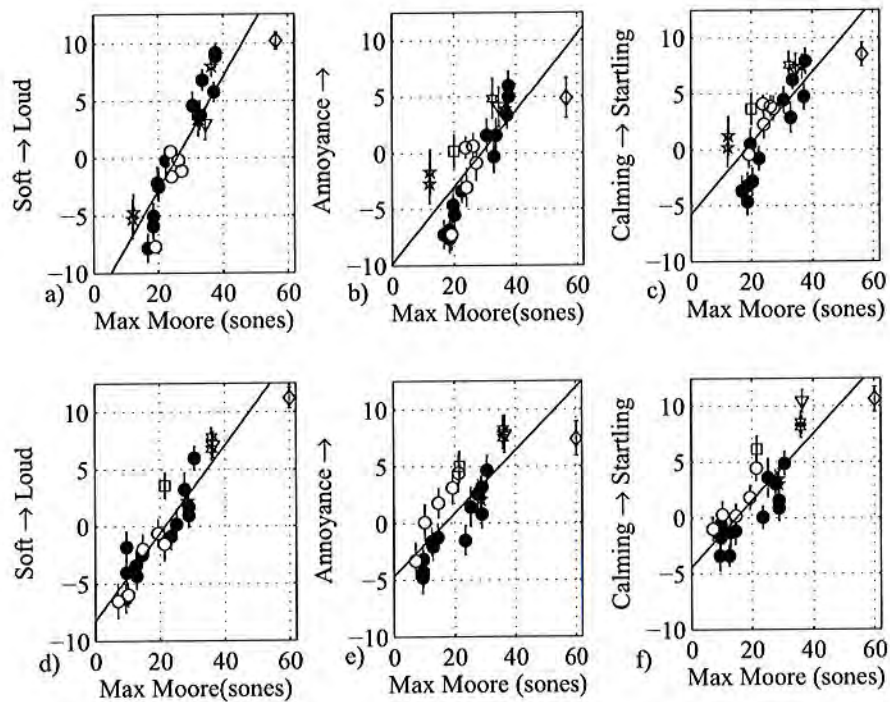 10
5
0
−5
−10
Soft → Loud
a)
0 20 40 60
Max Moore (sones)
10
5
0
−5
−10
Annoyance →
b)
0 20 40 60
Max Moore(sones)
10
5
0
−5
−10
Calming → Startling
c)
0 20 40 60
Max Moore (sones)
10
5
0
−5
−10
Soft → Loud
d)
0 20 40 60
Max Moore(sones)
10
5
0
−5
−10
Annoyance →
e)
0 20 40 60
Max Moore (sones)
10
5
0
−5
−10
Calming → Startling
f)
0 20 40 60
Max Moore (sones)